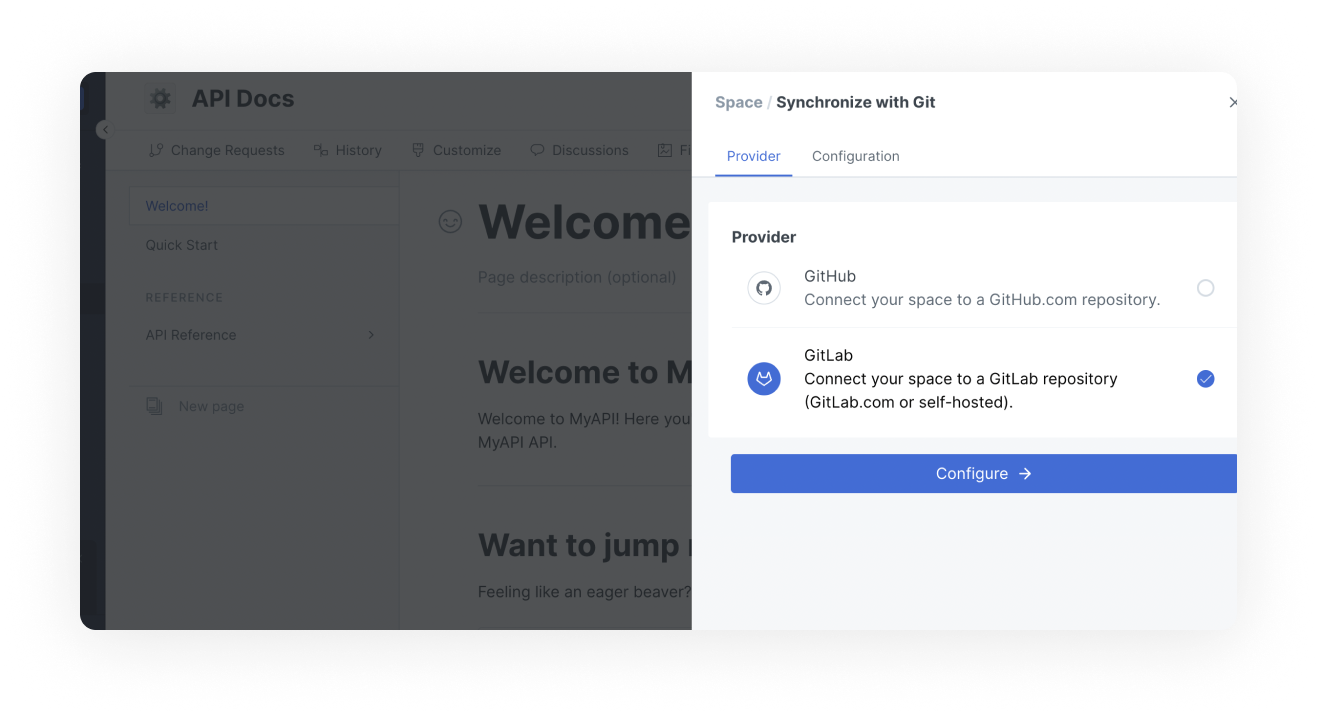 API Docs
Change Requests
History
Customize
Discussions
Welcome!
Quick Start
REFERENCE
API Reference
New page
Welcome
Page description (optional)
Welcome to M
Welcome to MyAPI! Here you
MyAPI API.
Want to jump
Feeling like an eager beaver?
Space / Synchronize with Git
Provider
Configuration
Provider
GitHub
Connect your space to a GitHub.com repository.
GitLab
Connect your space to a GitLab repository
(GitLab.com or self-hosted).
Configure →